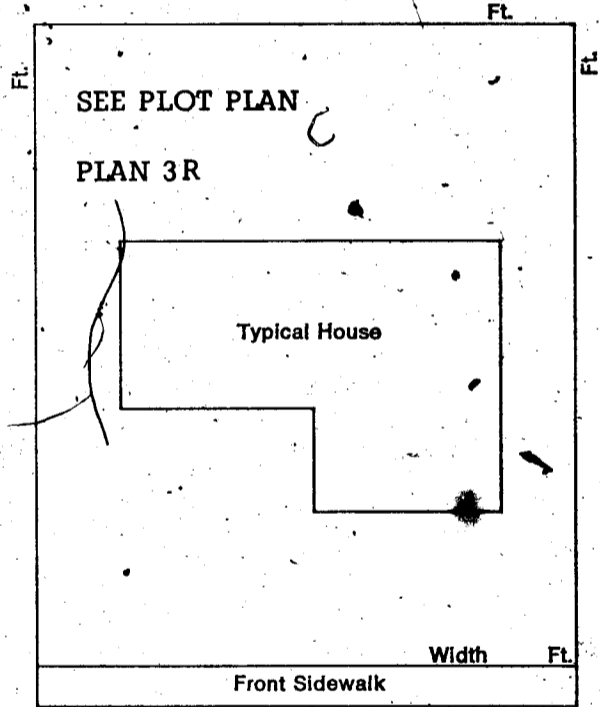 Ft.
Ft.
Ft.
SEE PLOT PLAN
PLAN 3R
Typical House
Width Ft.
Front Sidewalk